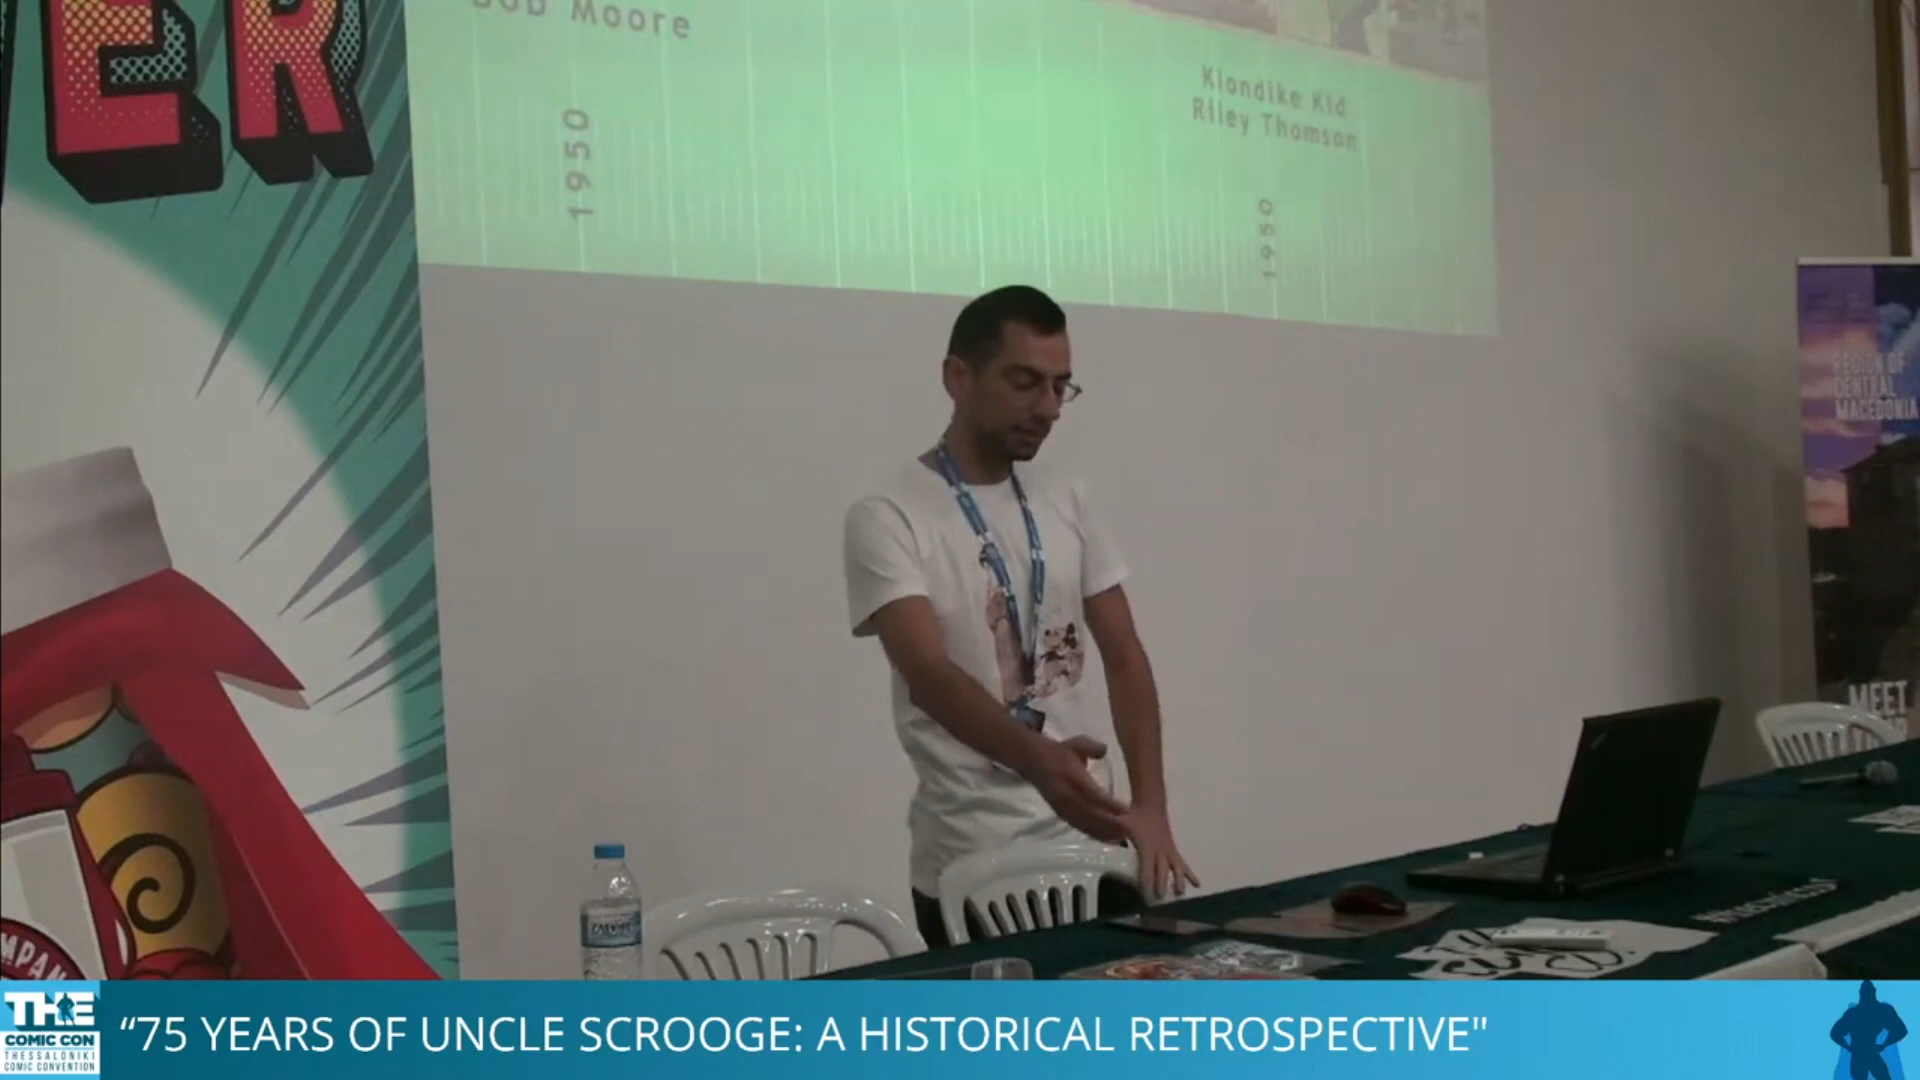 ER
Moore
1950
Klondike Kid
Riley Thomson
1950
REGION OF
CENTRAL
MACEDONIA
MEET
MPAN
THE
COMIC CON
THESSALONIKI
COMIC CONVENTION
“75 YEARS OF UNCLE SCROOGE: A HISTORICAL RETROSPECTIVE"